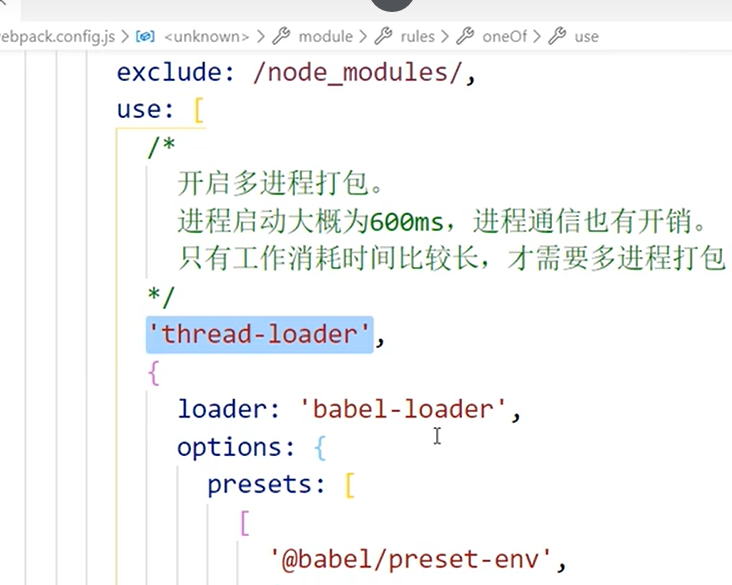 ebpack.config.js > <unknown> > module > rules > oneOf > use
exclude: /node_modules/,
use: [
/*
开启多进程打包。
进程启动大概为600ms，进程通信也有开销。
只有工作消耗时间比较长，才需要多进程打包
*/
'thread-loader',
{
loader: 'babel-loader',
options: {
presets: [
[
'@babel/preset-env',